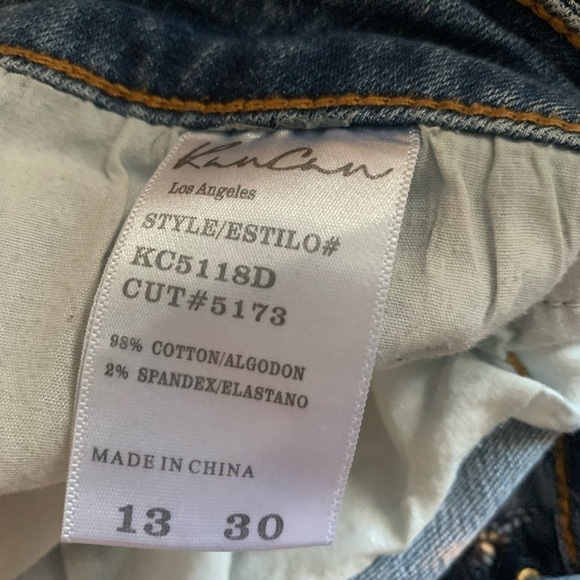 KanCan
Los Angeles
STYLE/ESTILO#
KC5118D
CUT#5173
98% COTTON/ALGODON
2% SPANDEX/ELASTANO
MADE IN CHINA
13 30